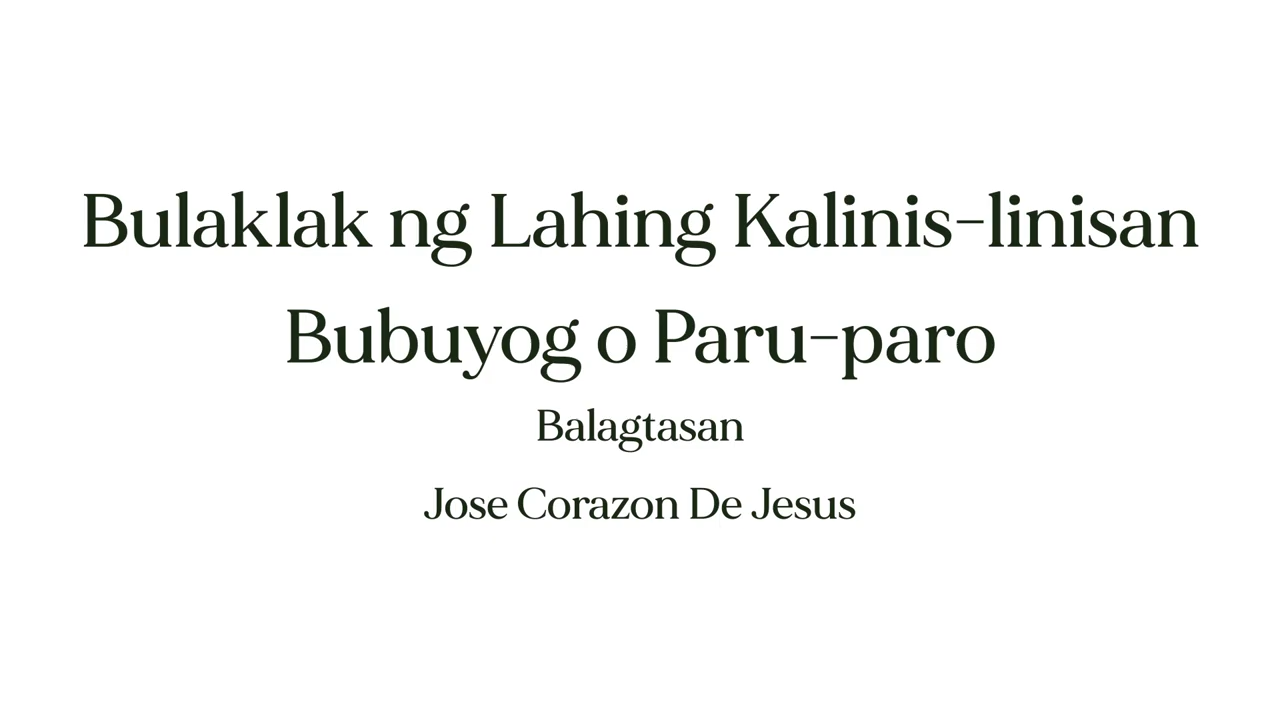 Bulaklak ng Lahing Kalinis-linisan
Bubuyog o Paru-paro
Balagtasan
Jose Corazon De Jesus